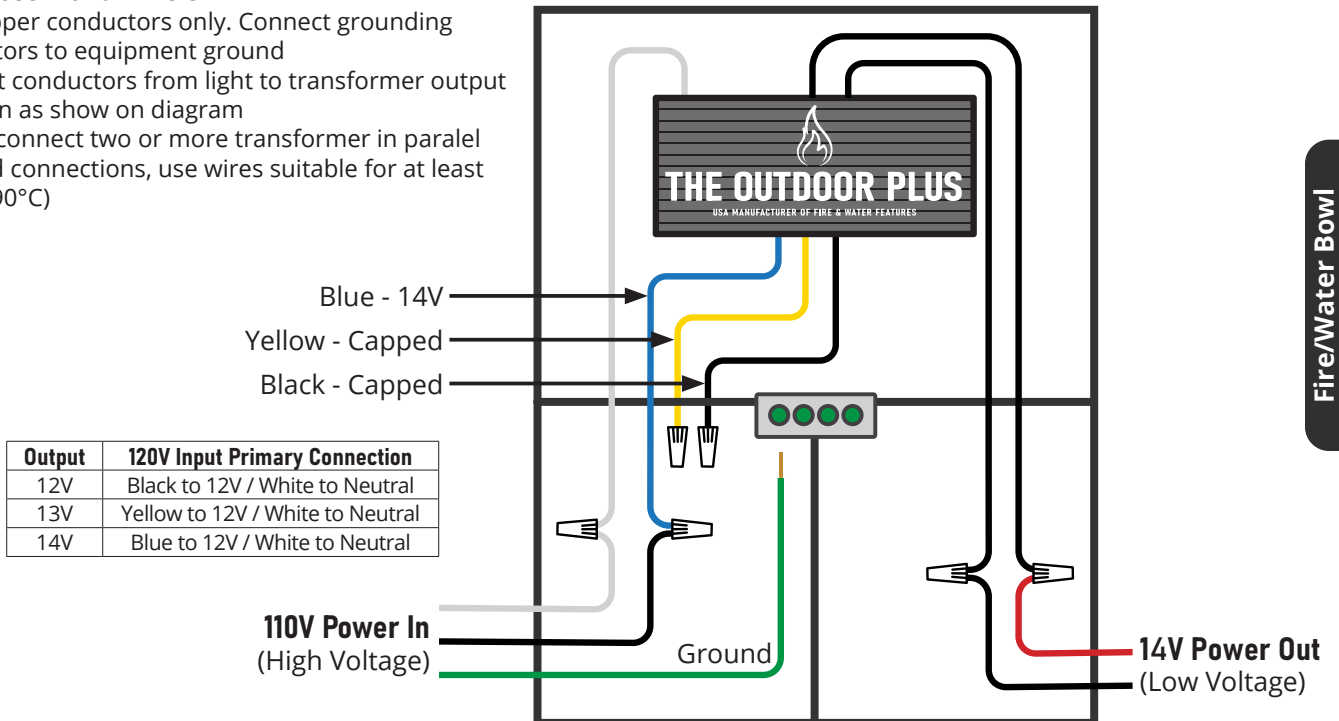 pper conductors only. Connect grounding
tors to equipment ground
t conductors from light to transformer output
n as show on diagram
connect two or more transformer in paralel
d connections, use wires suitable for at least
90°C)
THE OUTDOOR PLUS
USA MANUFACTURER OF FIRE & WATER FEATURES
Fire/Water Bowl
Blue - 14V
Yellow - Capped
Black - Capped
Output 120V Input Primary Connection
12V Black to 12V / White to Neutral
13V Yellow to 12V / White to Neutral
14V Blue to 12V / White to Neutral
110V Power In
(High Voltage)
Ground
14V Power Out
(Low Voltage)